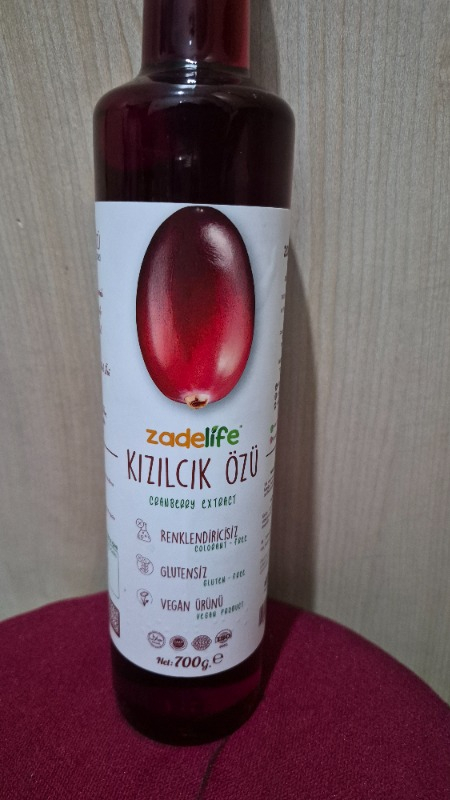 zadelife
KIZILCIK ÖZÜ
CRANBERRY EXTRACT
RENKLENDİRİCİSİZ
COLORANT - FREE
GLUTENSİZ
GLUTEN - FREE
VEGAN ÜRÜNÜ
VEGAN PRODUCT
Net: 700g. e